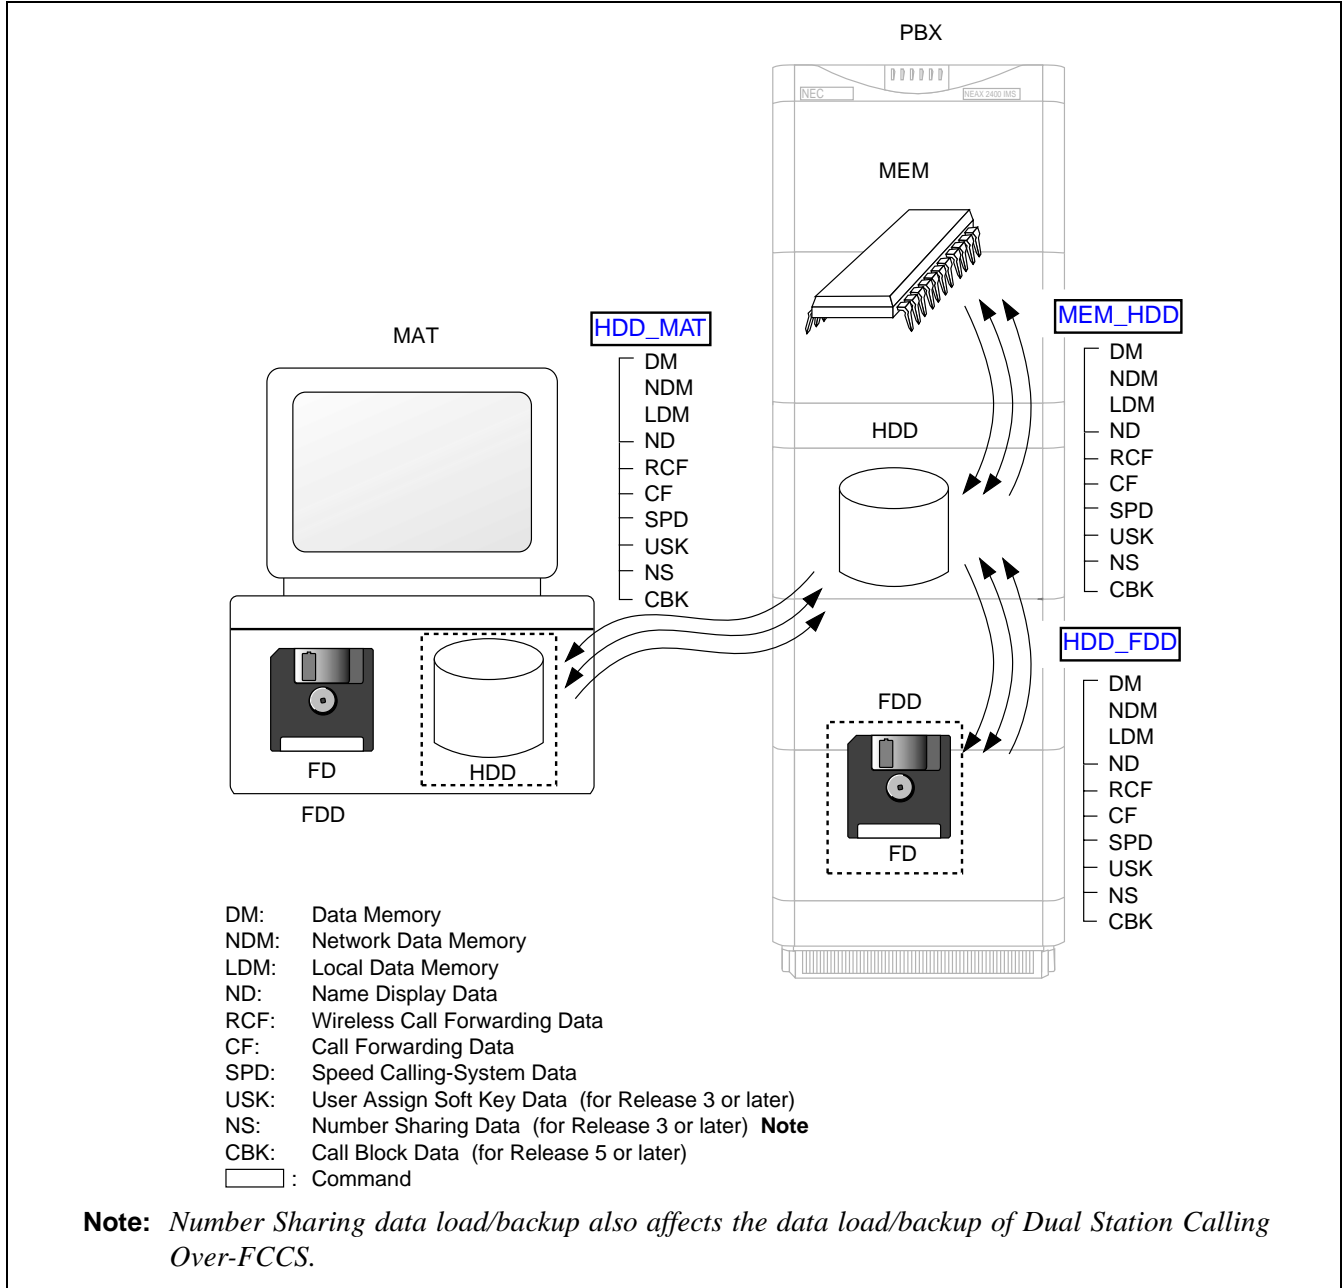 PBX
NEC
NEAX 2400 IMS
MEM
MAT
HDD_MAT
DM
NDM
LDM
ND
RCF
CF
SPD
USK
NS
CBK
MEM_HDD
DM
NDM
LDM
ND
RCF
CF
SPD
USK
NS
CBK
HDD
HDD_FDD
DM
NDM
LDM
ND
RCF
CF
SPD
USK
NS
CBK
FDD
FD
FD
HDD
FDD
DM: Data Memory
NDM: Network Data Memory
LDM: Local Data Memory
ND: Name Display Data
RCF: Wireless Call Forwarding Data
CF: Call Forwarding Data
SPD: Speed Calling-System Data
USK: User Assign Soft Key Data (for Release 3 or later)
NS: Number Sharing Data (for Release 3 or later) Note
CBK: Call Block Data (for Release 5 or later)
: Command
Note: Number Sharing data load/backup also affects the data load/backup of Dual Station Calling
Over-FCCS.